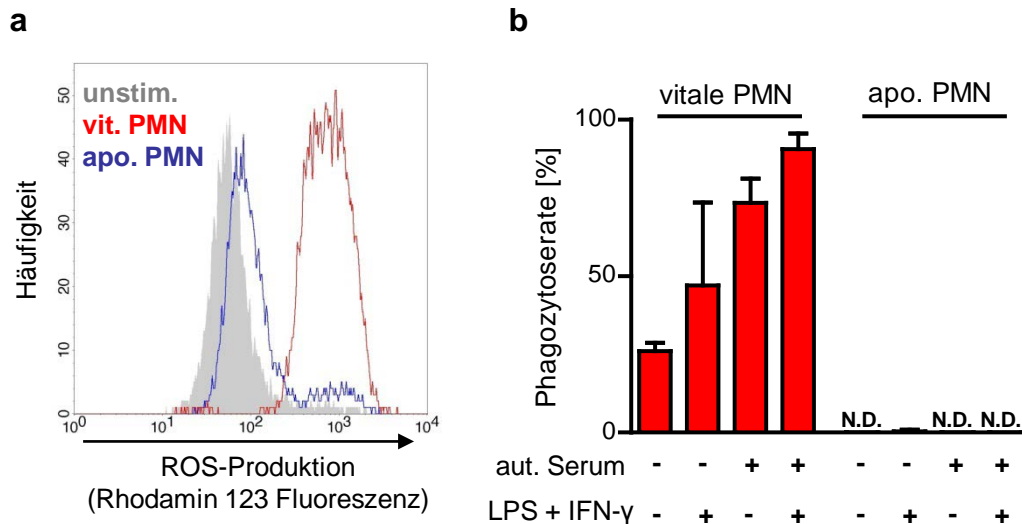 a
unstim.
vit. PMN
apo. PMN
Häufigkeit
0 10 20 30 40 50
10⁰ 10¹ 10² 10³ 10⁴
ROS-Produktion
(Rhodamin 123 Fluoreszenz)
b
vitale PMN apo. PMN
Phagozytoserate [%]
100
50
0
N.D. N.D. N.D.
aut. Serum - - + + - - + +
LPS + IFN-γ - + - + - + - +